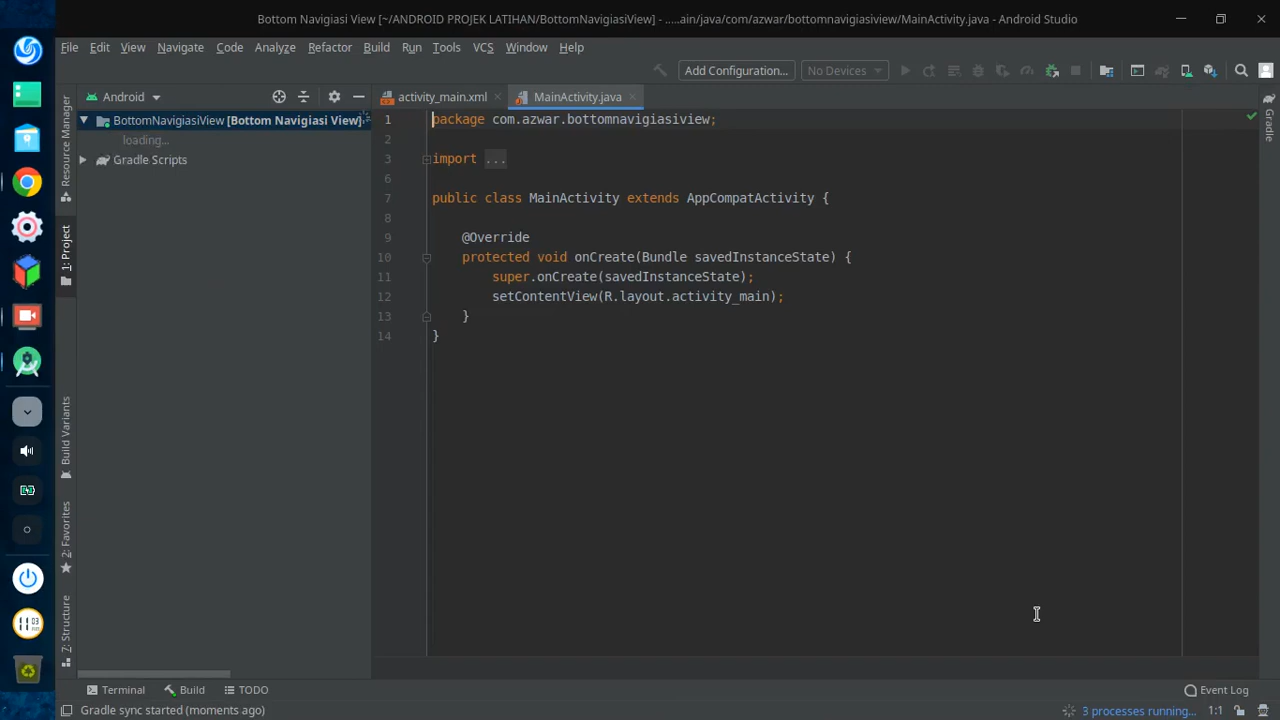 Bottom Navigiasi View [~/ANDROID PROJEK LATIHAN/BottomNavigiasiView] - .....ain/java/com/azwar/bottomnavigiasiview/MainActivity.java - Android Studio
File Edit View Navigate Code Analyze Refactor Build Run Tools VCS Window Help
Add Configuration... No Devices
Android
activity_main.xml
MainActivity.java
Resource Manager
1: Project
Build Variants
2: Favorites
7: Structure
Gradle
BottomNavigiasiView [Bottom Navigiasi View]
loading...
Gradle Scripts
1 package com.azwar.bottomnavigiasiview;
2
3 import ...
6
7 public class MainActivity extends AppCompatActivity {
8
9 @Override
10 protected void onCreate(Bundle savedInstanceState) {
11 super.onCreate(savedInstanceState);
12 setContentView(R.layout.activity_main);
13 }
14 }
11 03
Terminal Build TODO Event Log
Gradle sync started (moments ago) 3 processes running... 1:1